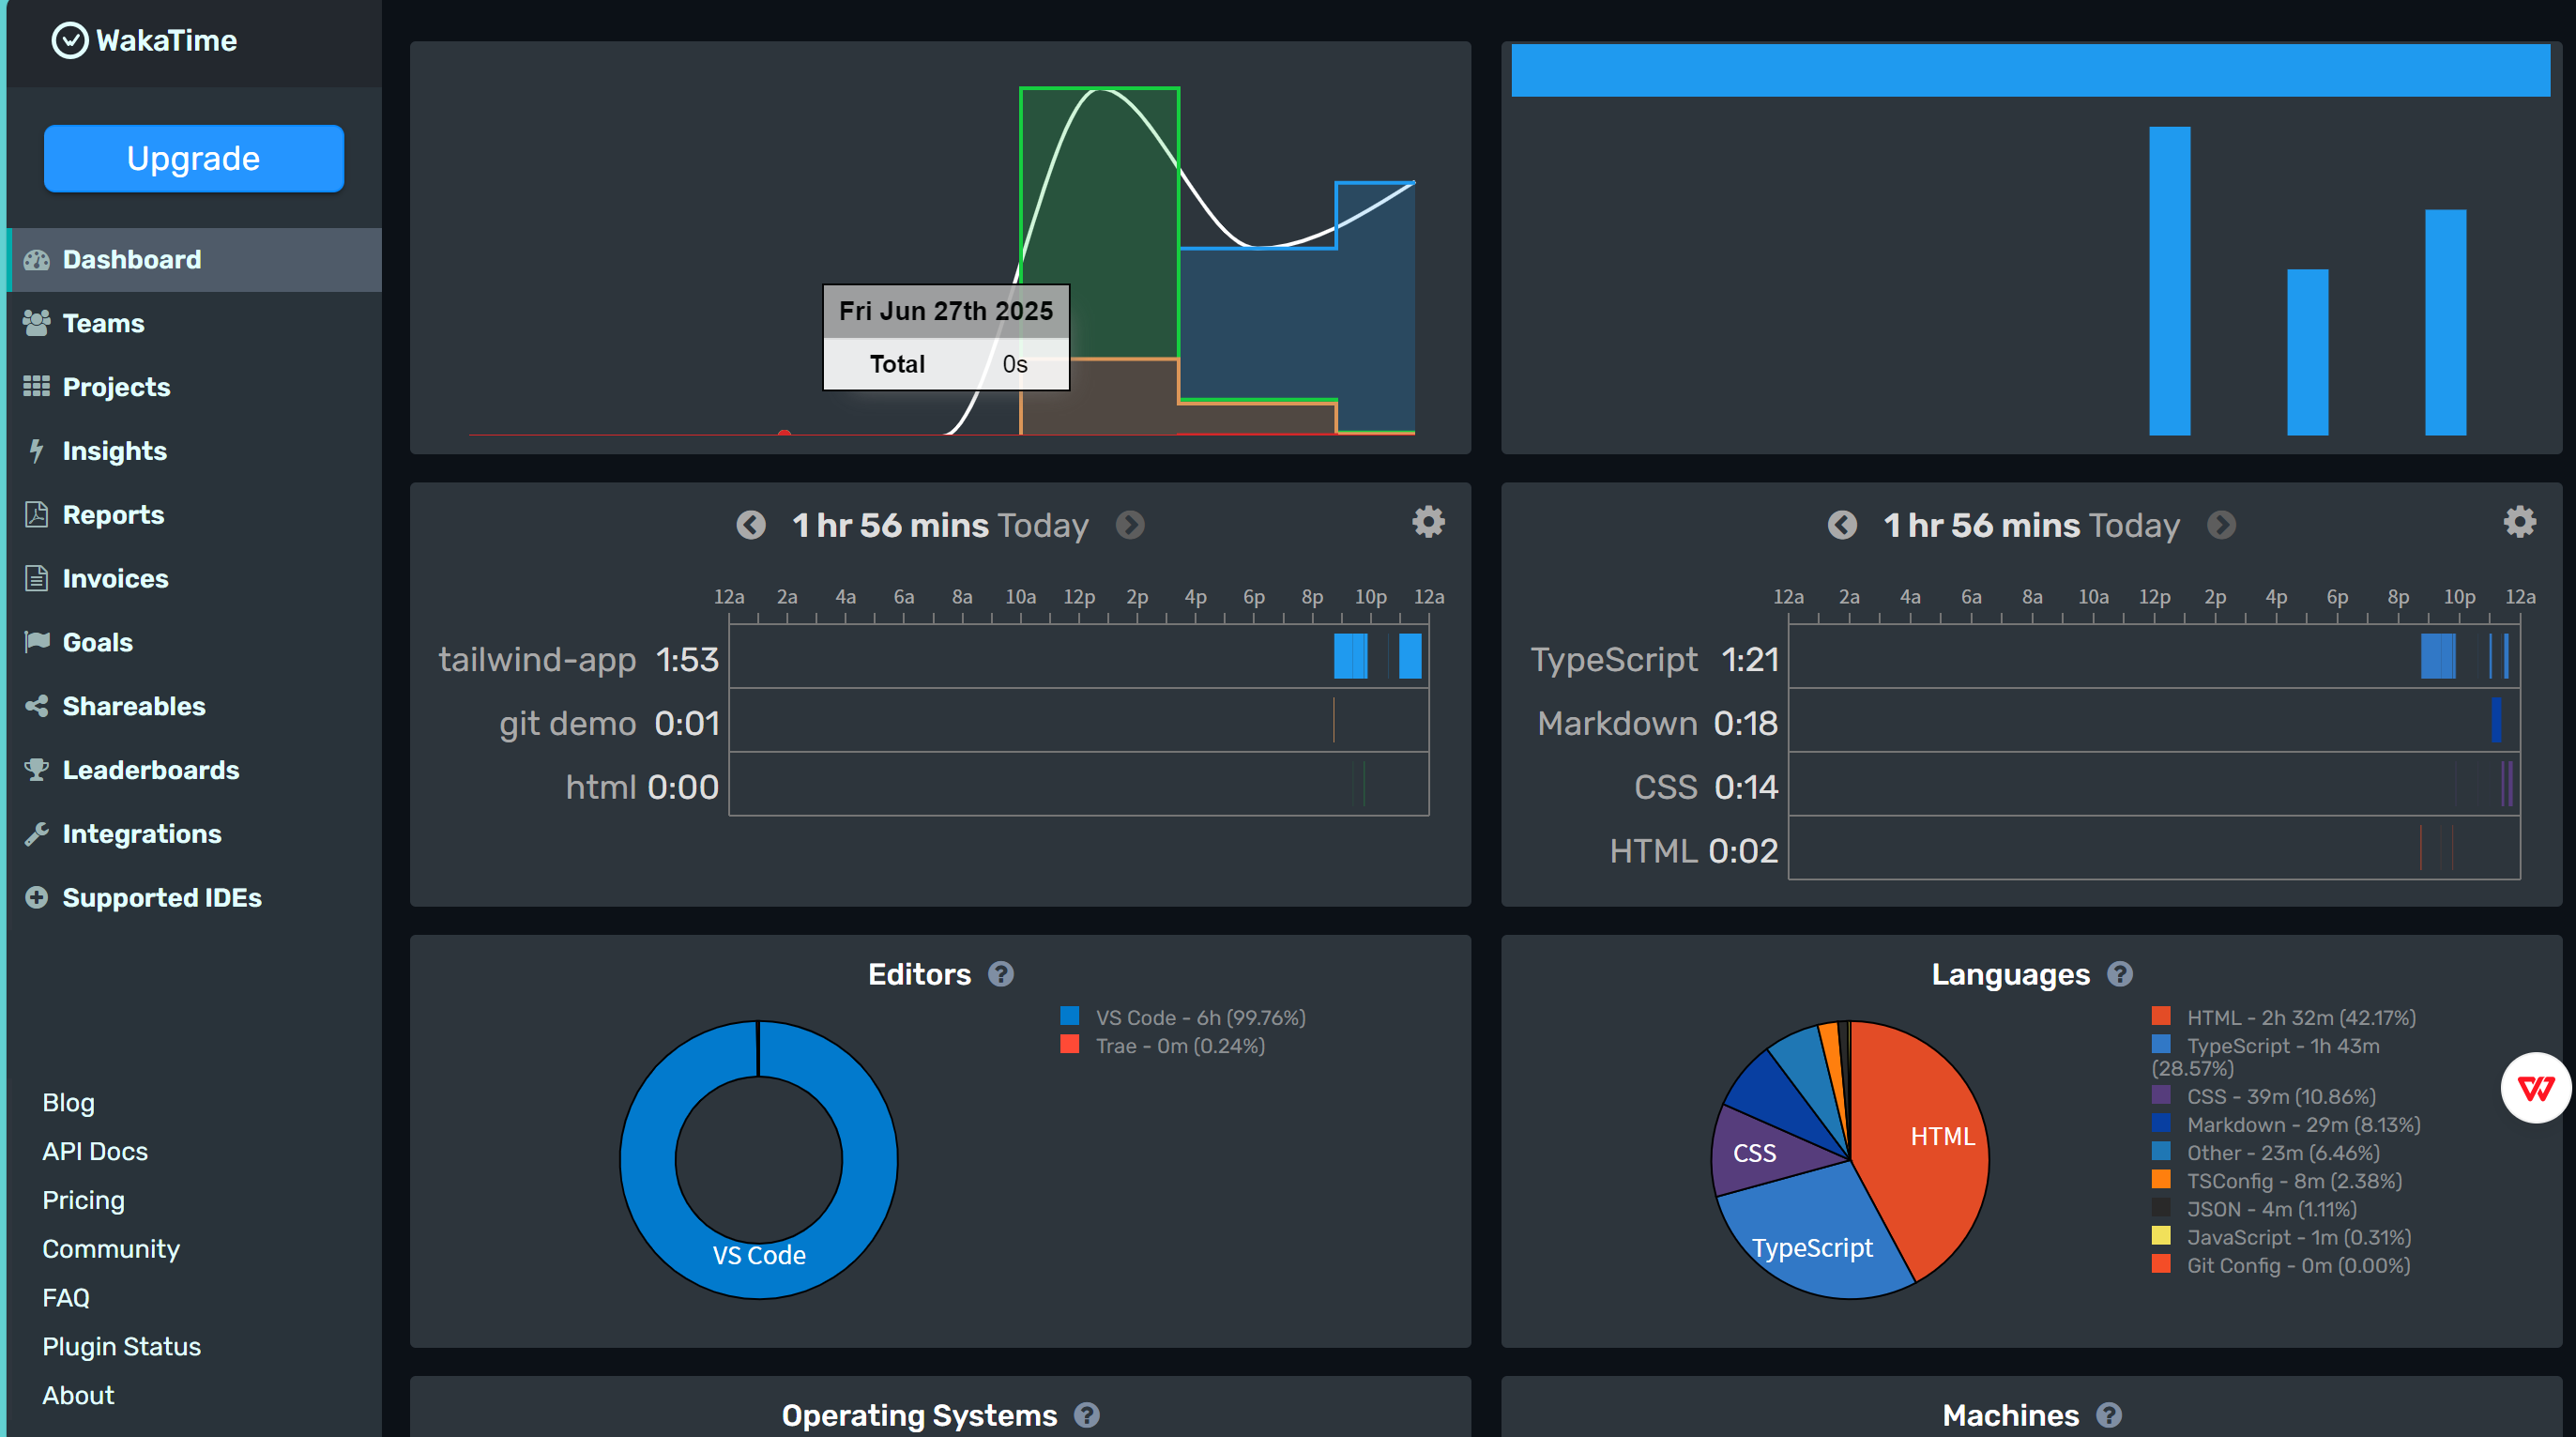 WakaTime
Upgrade
Dashboard
Teams
Projects
Insights
Reports
Invoices
Goals
Shareables
Leaderboards
Integrations
Supported IDEs
Blog
API Docs
Pricing
Community
FAQ
Plugin Status
About
Fri Jun 27th 2025
Total 0s
1 hr 56 mins Today
12a 2a 4a 6a 8a 10a 12p 2p 4p 6p 8p 10p 12a
tailwind-app 1:53
git demo 0:01
html 0:00
1 hr 56 mins Today
12a 2a 4a 6a 8a 10a 12p 2p 4p 6p 8p 10p 12a
TypeScript 1:21
Markdown 0:18
CSS 0:14
HTML 0:02
Editors
VS Code - 6h (99.76%)
Trae - 0m (0.24%)
VS Code
Languages
HTML - 2h 32m (42.17%)
TypeScript - 1h 43m
(28.57%)
CSS - 39m (10.86%)
Markdown - 29m (8.13%)
Other - 23m (6.46%)
TSConfig - 8m (2.38%)
JSON - 4m (1.11%)
JavaScript - 1m (0.31%)
Git Config - 0m (0.00%)
HTML
CSS
TypeScript
Operating Systems
Machines